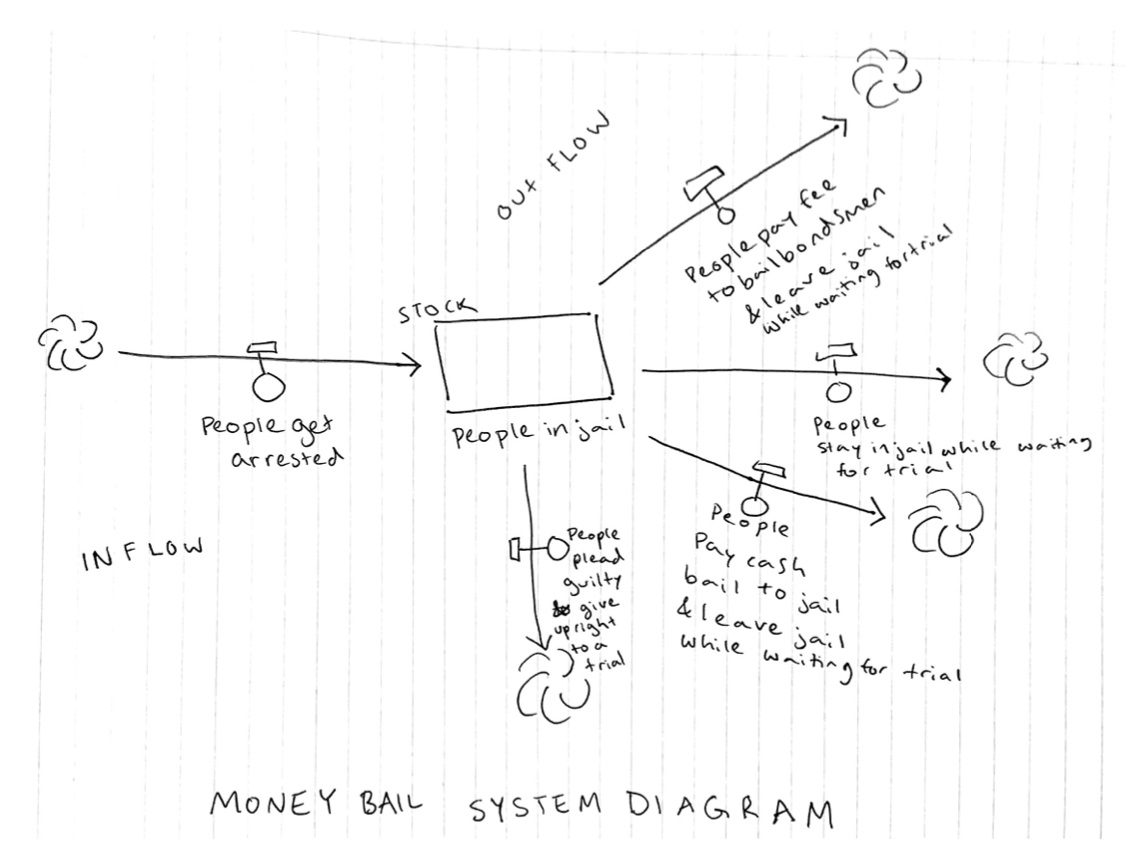 OUT FLOW
People pay fee
to bailbondsmen
& leave jail
while waiting for trial
STOCK
People get
arrested
People in jail
People
stay in jail while waiting
for trial
INFLOW
People
plead
guilty
& give
up right
to a
trial
People
Pay cash
bail to jail
& leave jail
while waiting for trial
MONEY BAIL SYSTEM DIAGRAM